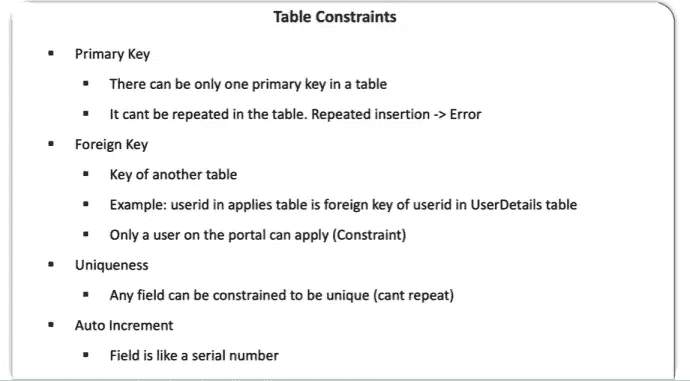 Table Constraints
▪ Primary Key
▪ There can be only one primary key in a table
▪ It cant be repeated in the table. Repeated insertion -> Error
▪ Foreign Key
▪ Key of another table
▪ Example: userid in applies table is foreign key of userid in UserDetails table
▪ Only a user on the portal can apply (Constraint)
▪ Uniqueness
▪ Any field can be constrained to be unique (cant repeat)
▪ Auto Increment
▪ Field is like a serial number